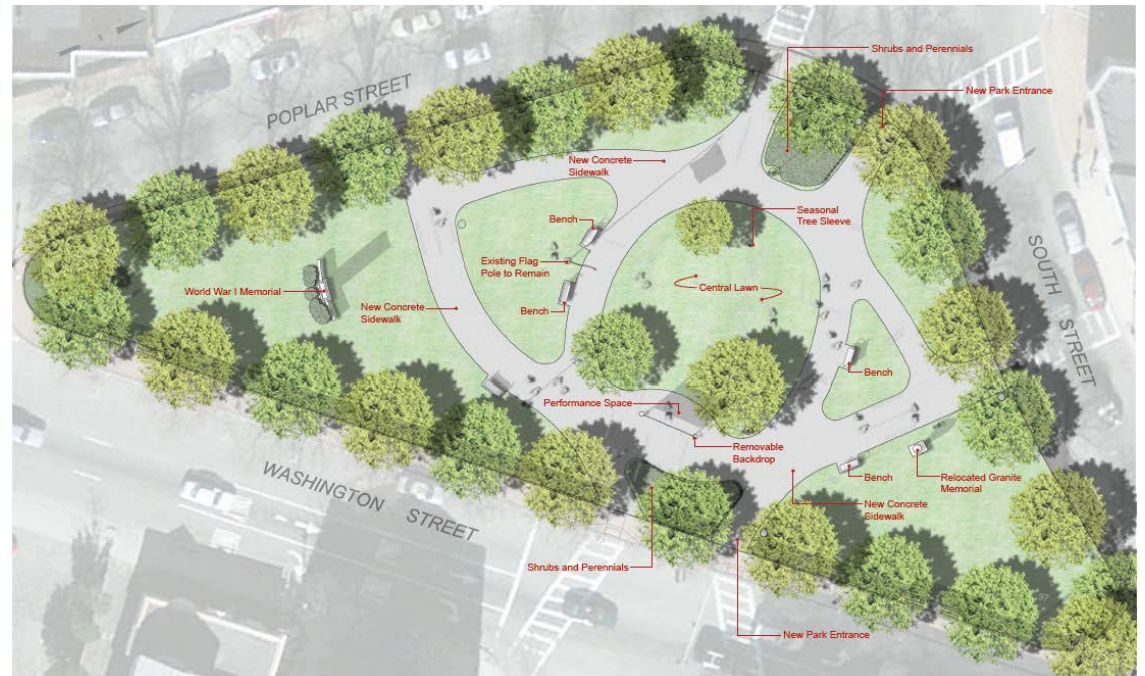 Shrubs and Perennials
New Park Entrance
POPLAR STREET
New Concrete
Sidewalk
Bench
Seasonal
Tree Sleeve
Existing Flag
Pole to Remain
SOUTH STREET
World War I Memorial
Central Lawn
New Concrete
Sidewalk
Bench
Bench
Performance Space
Removable
Backdrop
WASHINGTON STREET
Bench
Relocated Granite
Memorial
New Concrete
Sidewalk
Shrubs and Perennials
New Park Entrance